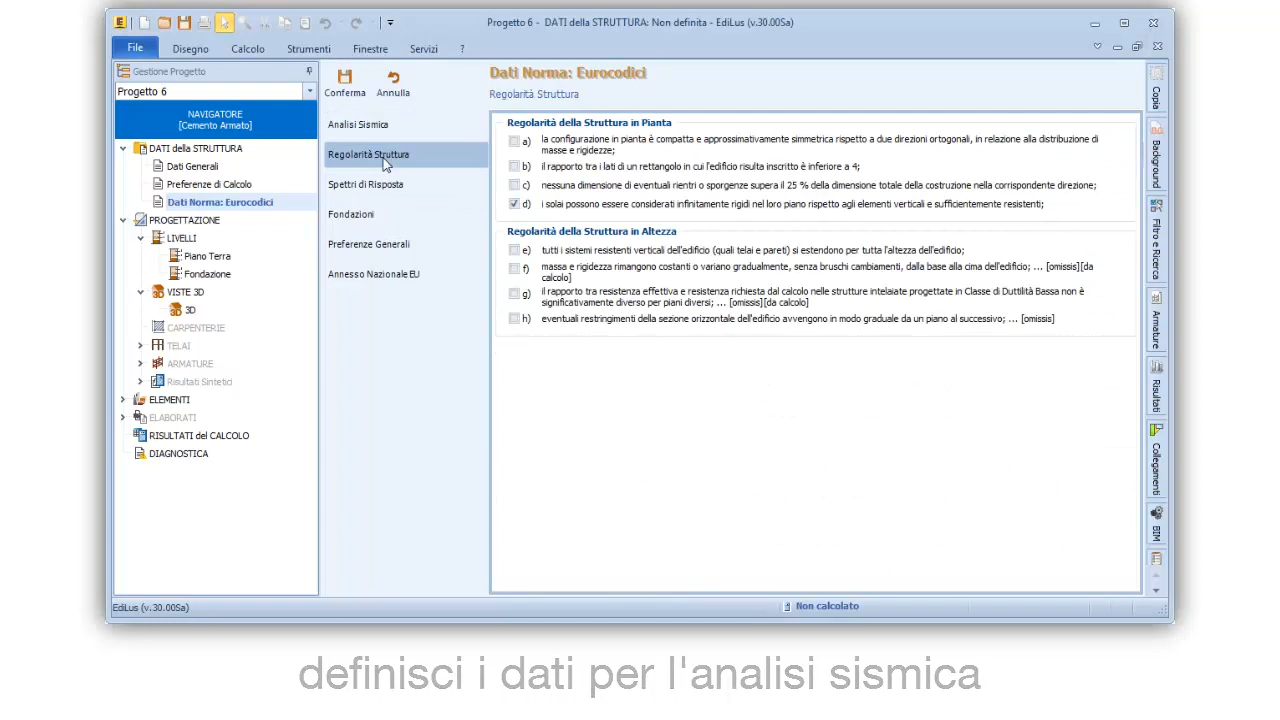 Progetto 6 - DATI della STRUTTURA: Non definita - EdiLus (v.30.00Sa)
File Disegno Calcolo Strumenti Finestre Servizi ?
Gestione Progetto
Progetto 6
NAVIGATORE
[Cemento Armato]
DATI della STRUTTURA
Dati Generali
Preferenze di Calcolo
Dati Norma: Eurocodici
PROGETTAZIONE
LIVELLI
Piano Terra
Fondazione
VISTE 3D
3D
CARPENTERIE
TELAI
ARMATURE
Risultati Sintetici
ELEMENTI
ELABORATI
RISULTATI del CALCOLO
DIAGNOSTICA
Conferma Annulla
Analisi Sismica
Regolarità Struttura
Spettri di Risposta
Fondazioni
Preferenze Generali
Annesso Nazionale EU
Dati Norma: Eurocodici
Regolarità Struttura
Regolarità della Struttura in Pianta
a) la configurazione in pianta è compatta e approssimativamente simmetrica rispetto a due direzioni ortogonali, in relazione alla distribuzione di
masse e rigidezze;
b) il rapporto tra i lati di un rettangolo in cui l'edificio risulta inscritto è inferiore a 4;
c) nessuna dimensione di eventuali rientri o sporgenze supera il 25 % della dimensione totale della costruzione nella corrispondente direzione;
d) i solai possono essere considerati infinitamente rigidi nel loro piano rispetto agli elementi verticali e sufficientemente resistenti;
Regolarità della Struttura in Altezza
e) tutti i sistemi resistenti verticali dell'edificio (quali telai e pareti) si estendono per tutta l'altezza dell'edificio;
f) massa e rigidezza rimangono costanti o variano gradualmente, senza bruschi cambiamenti, dalla base alla cima dell'edificio; ... [omissis][da
calcolo]
g) il rapporto tra resistenza effettiva e resistenza richiesta dal calcolo nelle strutture intelaiate progettate in Classe di Duttilità Bassa non è
significativamente diverso per piani diversi; ... [omissis][da calcolo]
h) eventuali restringimenti della sezione orizzontale dell'edificio avvengono in modo graduale da un piano al successivo; ... [omissis]
Copia
Background
Filtro e Ricerca
Armature
Risultati
Collegamenti
BIM
EdiLus (v.30.00Sa)
Non calcolato
definisci i dati per l'analisi sismica